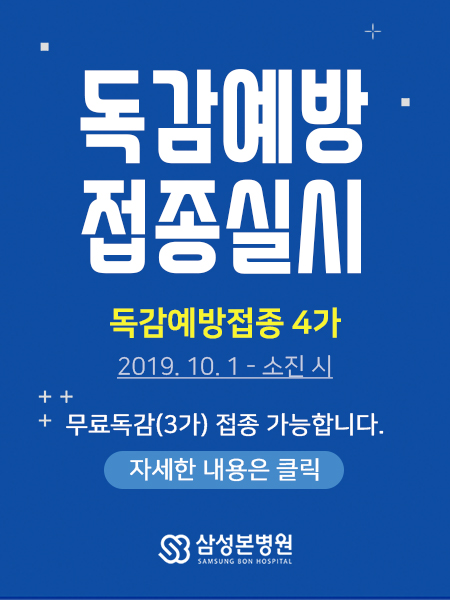 독감예방
접종실시
독감예방접종 4가
2019. 10. 1 - 소진 시
무료독감(3가) 접종 가능합니다.
자세한 내용은 클릭
삼성본병원
SAMSUNG BON HOSPITAL